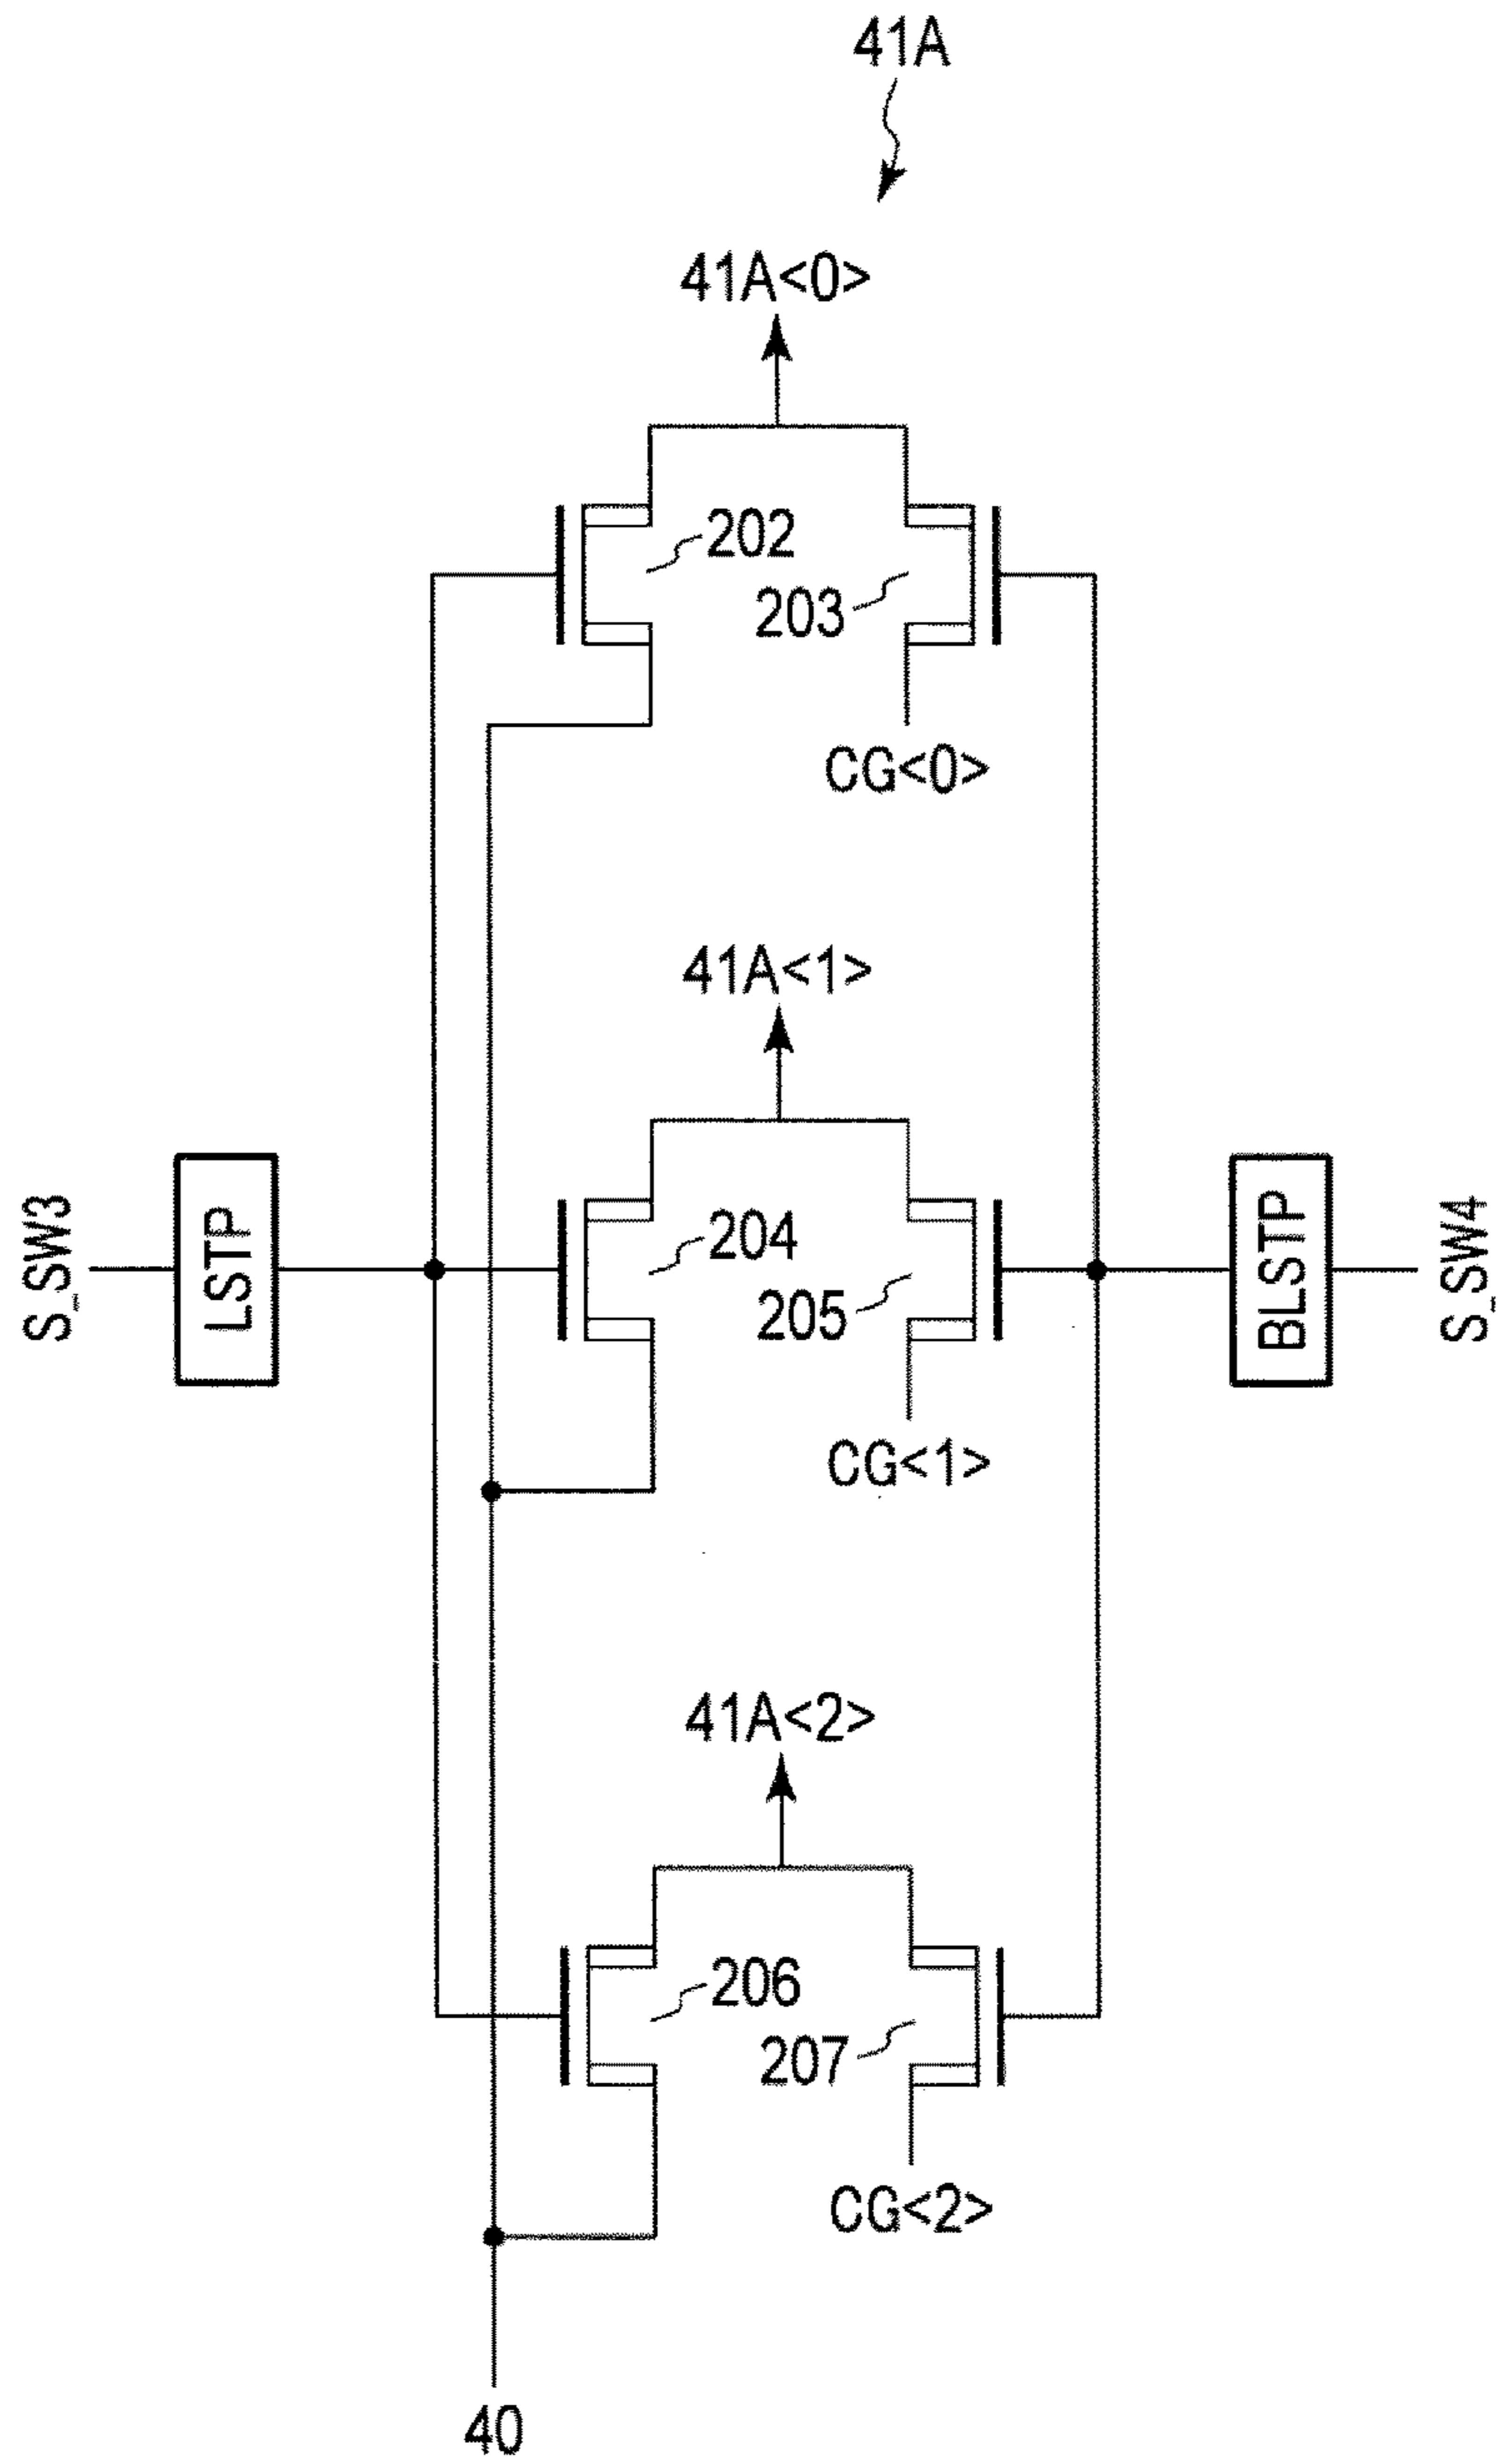 41A
41A<0>
202
203
CG<0>
41A<1>
S_SW3
LSTP
204
205
BLSTP
S_SW4
CG<1>
41A<2>
206
207
CG<2>
40